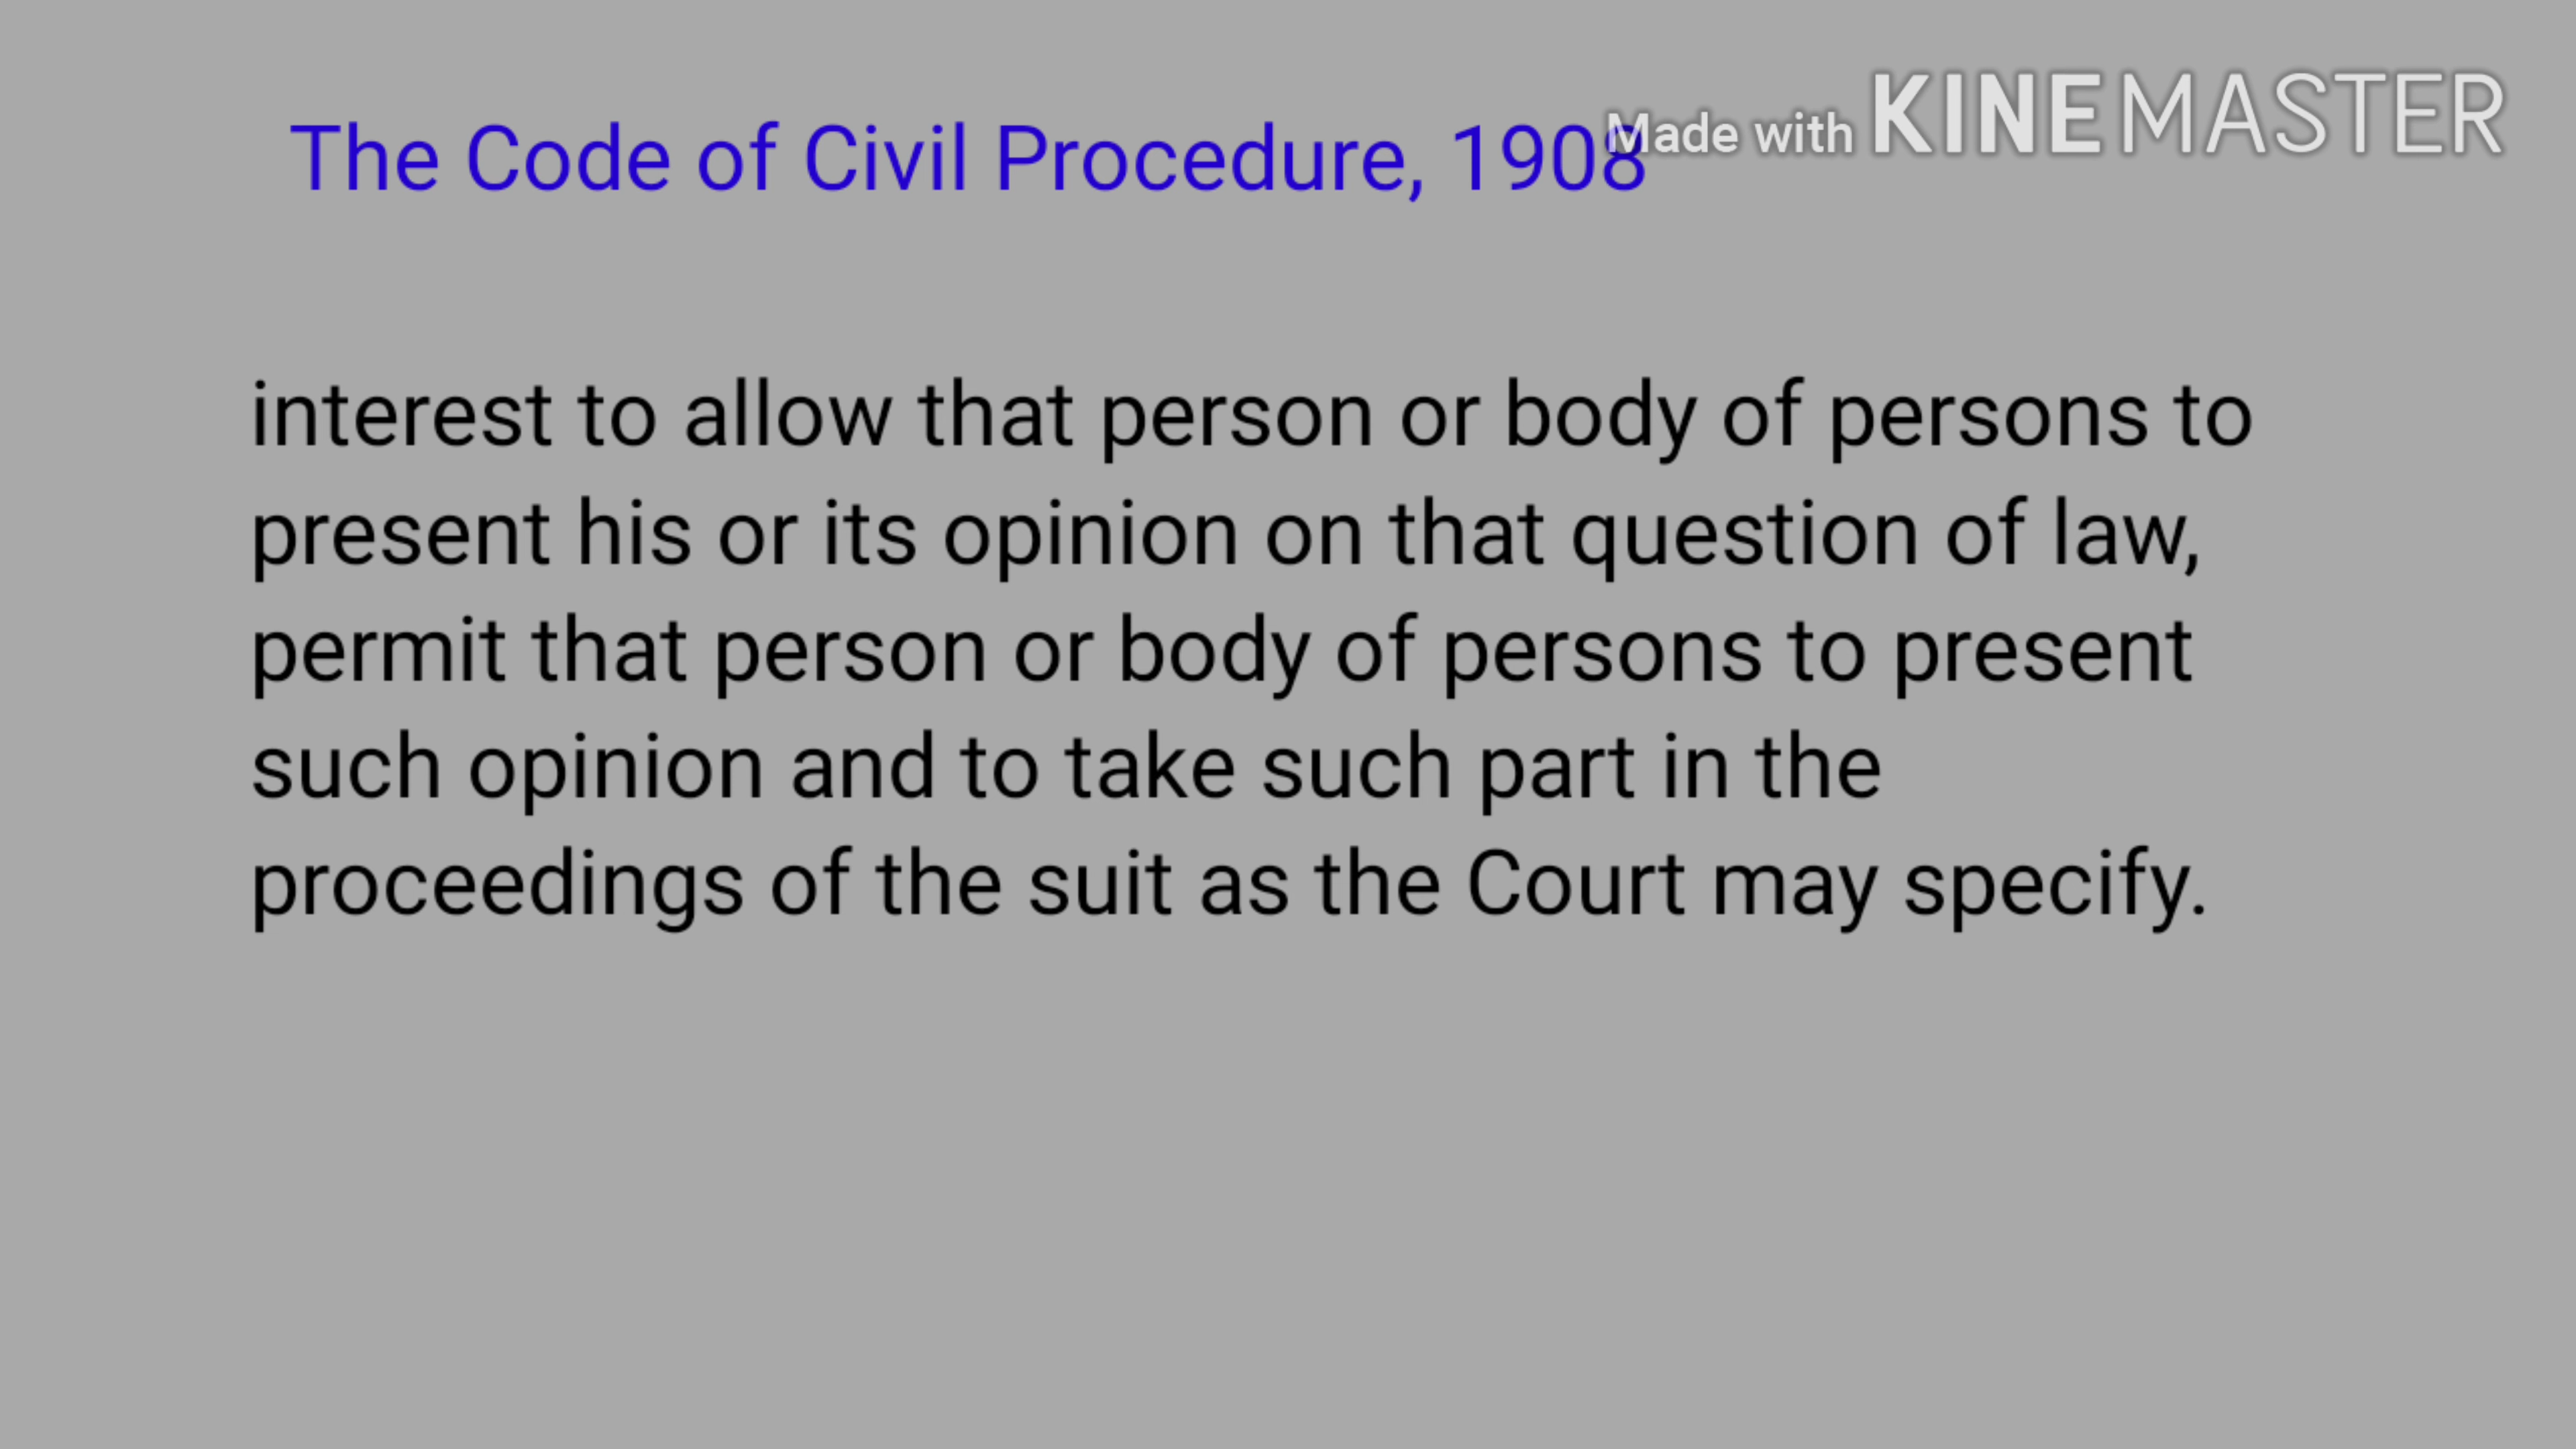 The Code of Civil Procedure, 1908
Made with KINEMASTER
interest to allow that person or body of persons to
present his or its opinion on that question of law,
permit that person or body of persons to present
such opinion and to take such part in the
proceedings of the suit as the Court may specify.